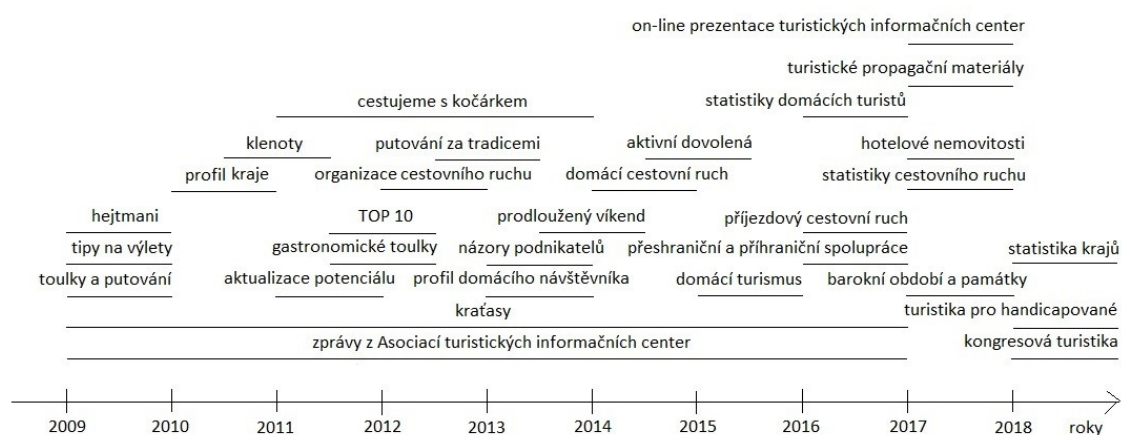 on-line prezentace turistických informačních center
turistické propagační materiály
cestujeme s kočárkem
statistiky domácích turistů
klenoty
putování za tradicemi
aktivní dovolená
hotelové nemovitosti
profil kraje
organizace cestovního ruchu
domácí cestovní ruch
statistiky cestovního ruchu
hejtmani
TOP 10
prodloužený víkend
příjezdový cestovní ruch
tipy na výlety
gastronomické toulky
názory podnikatelů
přeshraniční a příhraniční spolupráce
statistika krajů
toulky a putování
aktualizace potenciálu
profil domácího návštěvníka
domácí turismus
barokní období a památky
kraťasy
turistika pro handicapované
zprávy z Asociací turistických informačních center
kongresová turistika
2009 2010 2011 2012 2013 2014 2015 2016 2017 2018 roky